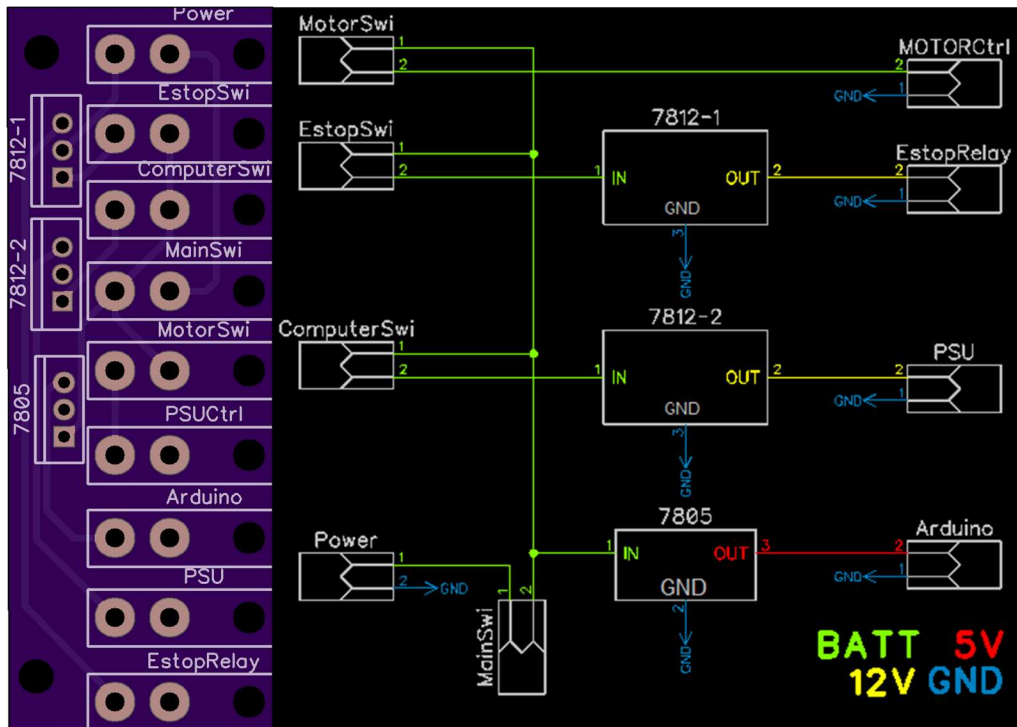 Power
EstopSwi
7812-1
ComputerSwi
MainSwi
7812-2
MotorSwi
7805
PSUCtrl
Arduino
PSU
EstopRelay
MotorSwi
1
2
MOTORCtrl
2
GND 1
EstopSwi
1
2
7812-1
1 IN OUT 2
GND
3
GND
EstopRelay
2
GND 1
ComputerSwi
1
2
7812-2
1 IN OUT 2
GND
3
GND
PSU
2
GND 1
Power
1
2 GND
MainSwi
1
2
7805
1 IN OUT 3
GND
2
GND
Arduino
2
GND 1
BATT 5V
12V GND